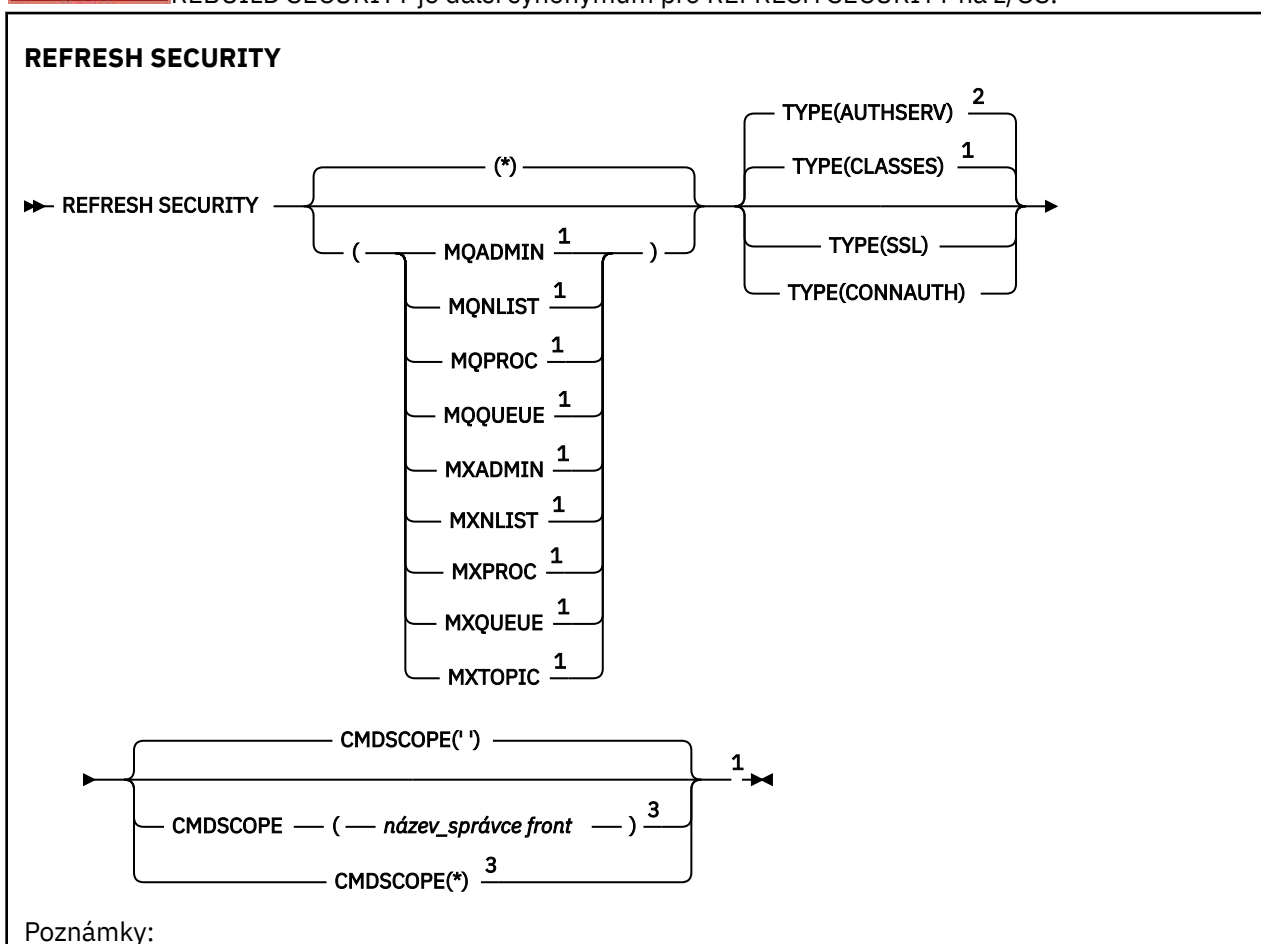 REBUILD SECURITY je další synonymum pro REFRESH SECURITY na z/OS.
REFRESH SECURITY
REFRESH SECURITY
(*)
( MQADMIN 1 )
MQNLIST 1
MQPROC 1
MQQUEUE 1
MXADMIN 1
MXNLIST 1
MXPROC 1
MXQUEUE 1
MXTOPIC 1
TYPE(AUTHSERV) 2
TYPE(CLASSES) 1
TYPE(SSL)
TYPE(CONNAUTH)
CMDSCOPE(' ')
1
CMDSCOPE ( název_správce front ) 3
CMDSCOPE(*) 3
Poznámky: